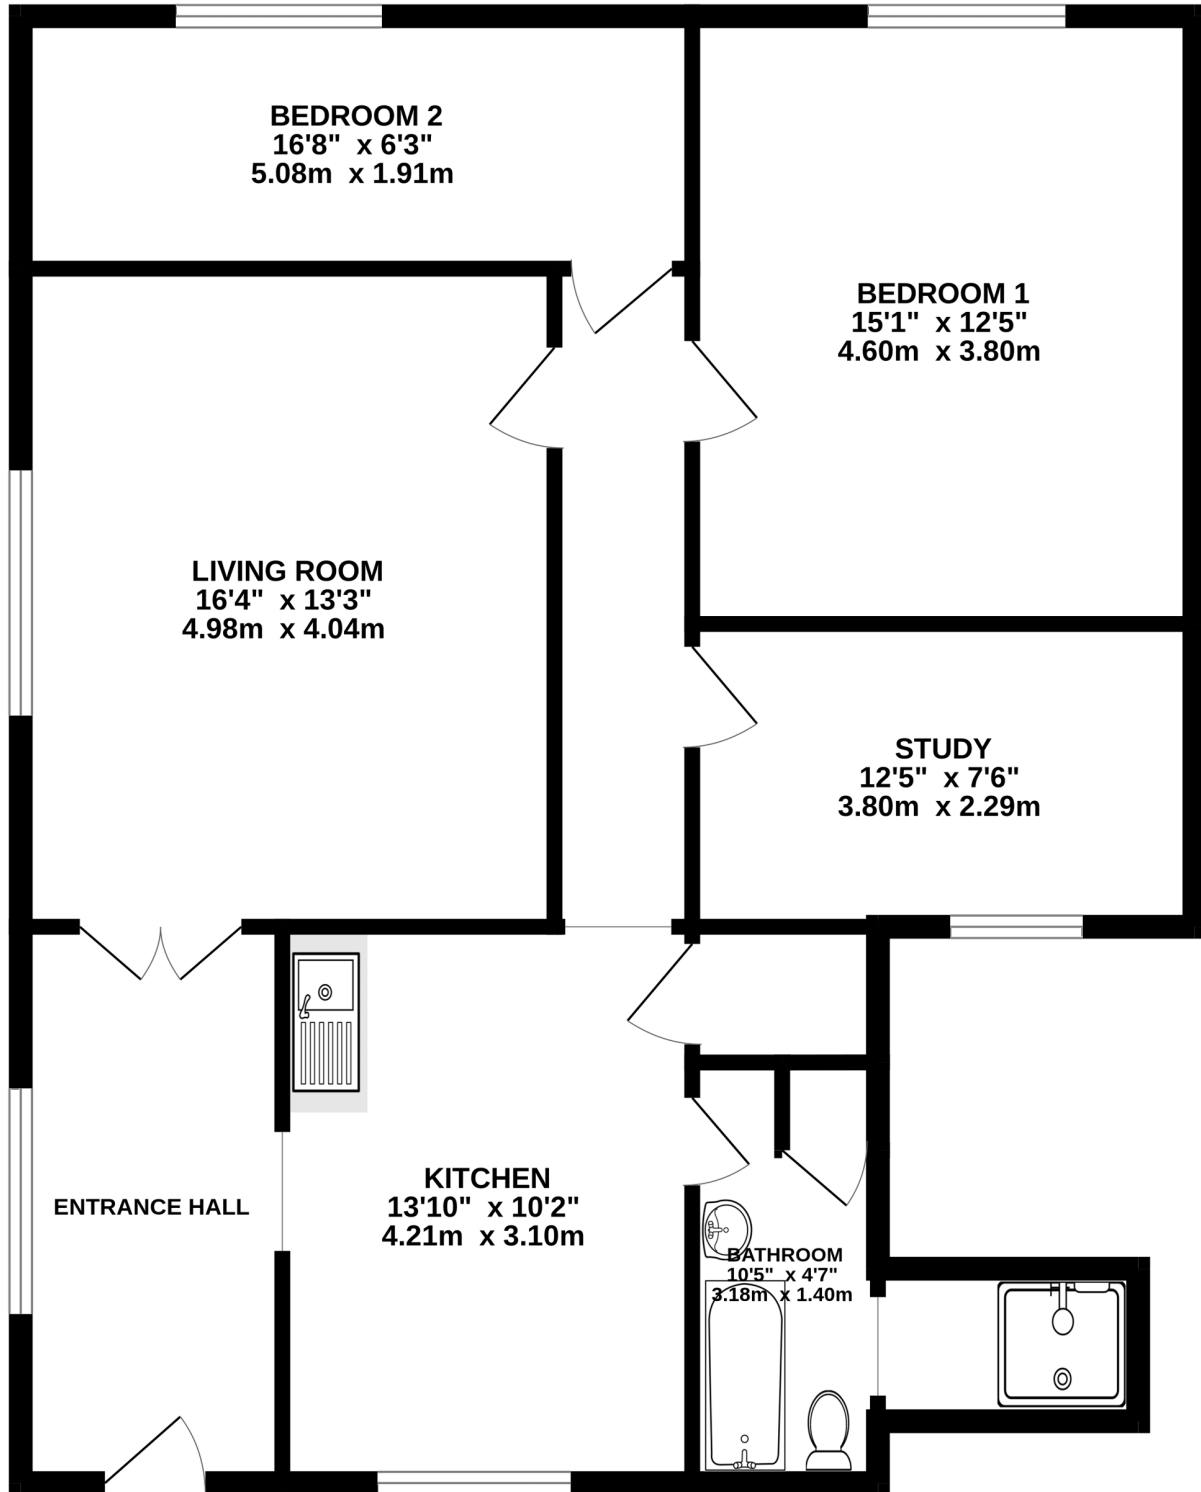 BEDROOM 2
16'8" x 6'3"
5.08m x 1.91m
BEDROOM 1
15'1" x 12'5"
4.60m x 3.80m
LIVING ROOM
16'4" x 13'3"
4.98m x 4.04m
STUDY
12'5" x 7'6"
3.80m x 2.29m
KITCHEN
13'10" x 10'2"
4.21m x 3.10m
ENTRANCE HALL
BATHROOM
10'5" x 4'7"
3.18m x 1.40m